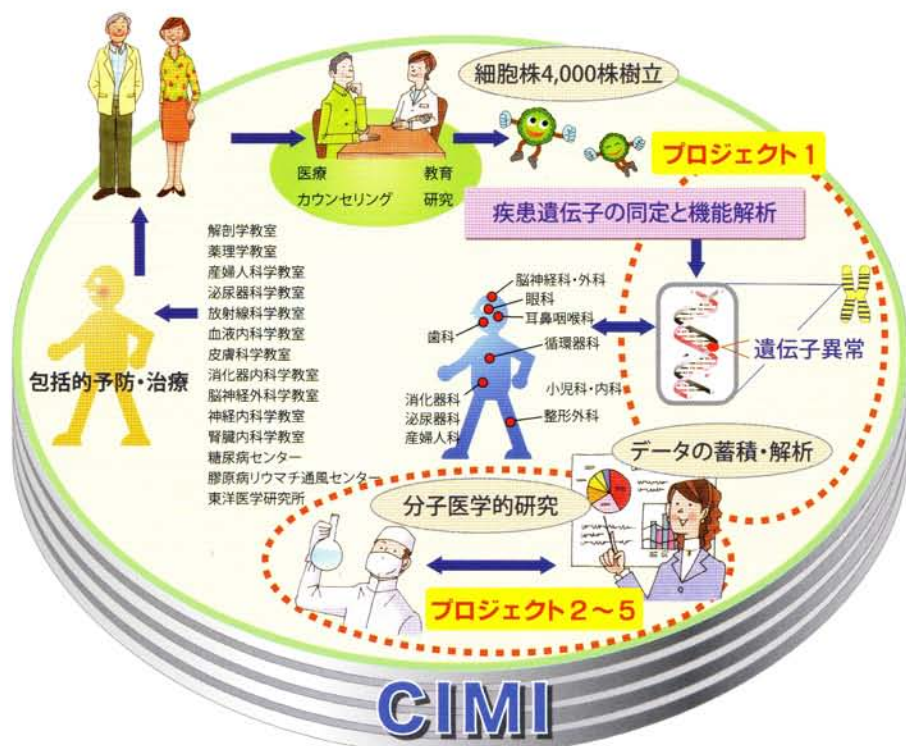 細胞株4,000株樹立
プロジェクト1
医療
教育
カウンセリング
研究
疾患遺伝子の同定と機能解析
解剖学教室
薬理学教室
産婦人科学教室
泌尿器科学教室
放射線科学教室
血液内科学教室
皮膚科学教室
消化器内科学教室
脳神経外科学教室
神経内科学教室
腎臓内科学教室
糖尿病センター
膠原病リウマチ通風センター
東洋医学研究所
包括的予防・治療
脳神経科・外科
眼科
耳鼻咽喉科
歯科
循環器科
小児科・内科
消化器科
泌尿器科
産婦人科
整形外科
遺伝子異常
データの蓄積・解析
分子医学的研究
プロジェクト2～5
CIMI